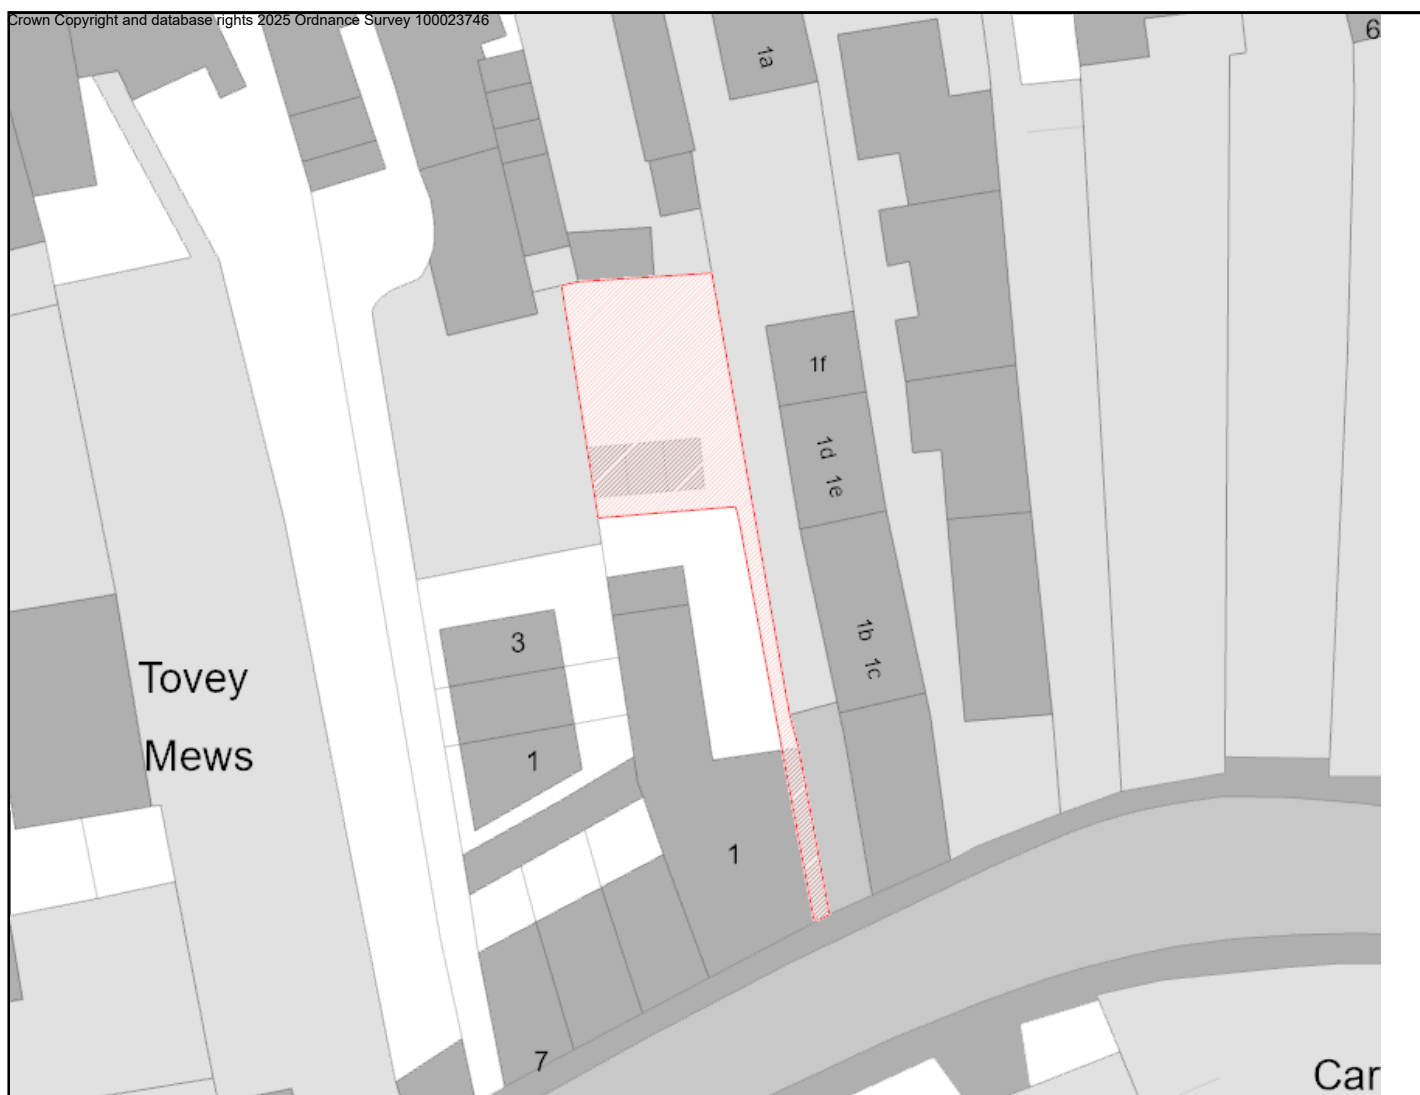 Crown Copyright and database rights 2025 Ordnance Survey 100023746
6
1a
1f
1d 1e
1b 1c
3
Tovey
Mews
1
1
7
Car